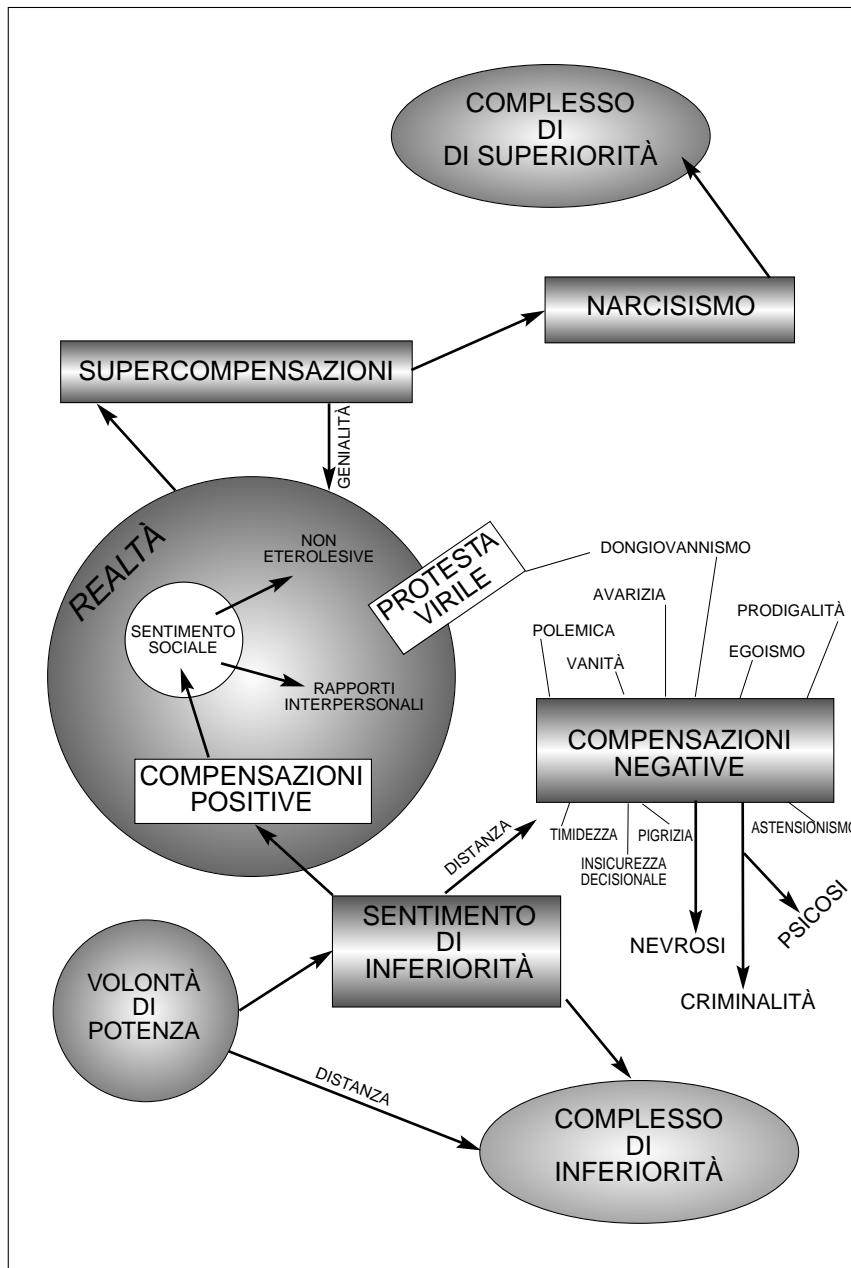 COMPLESSO
DI
DI SUPERIORITÀ
NARCISISMO
SUPERCOMPENSAZIONI
GENIALITÀ
REALTÀ
NON
ETEROLESIVE
PROTESTA
VIRILE
DONGIOVANNISMO
AVARIZIA
PRODIGALITÀ
POLEMICA
VANITÀ
EGOISMO
SENTIMENTO
SOCIALE
RAPPORTI
INTERPERSONALI
COMPENSAZIONI
NEGATIVE
COMPENSAZIONI
POSITIVE
DISTANZA
TIMIDEZZA
PIGRIZIA
ASTENSIONISMO
INSICUREZZA
DECISIONALE
SENTIMENTO
DI
INFERIORITÀ
NEVROSI
PSICOSI
CRIMINALITÀ
VOLONTÀ
DI
POTENZA
DISTANZA
COMPLESSO
DI
INFERIORITÀ